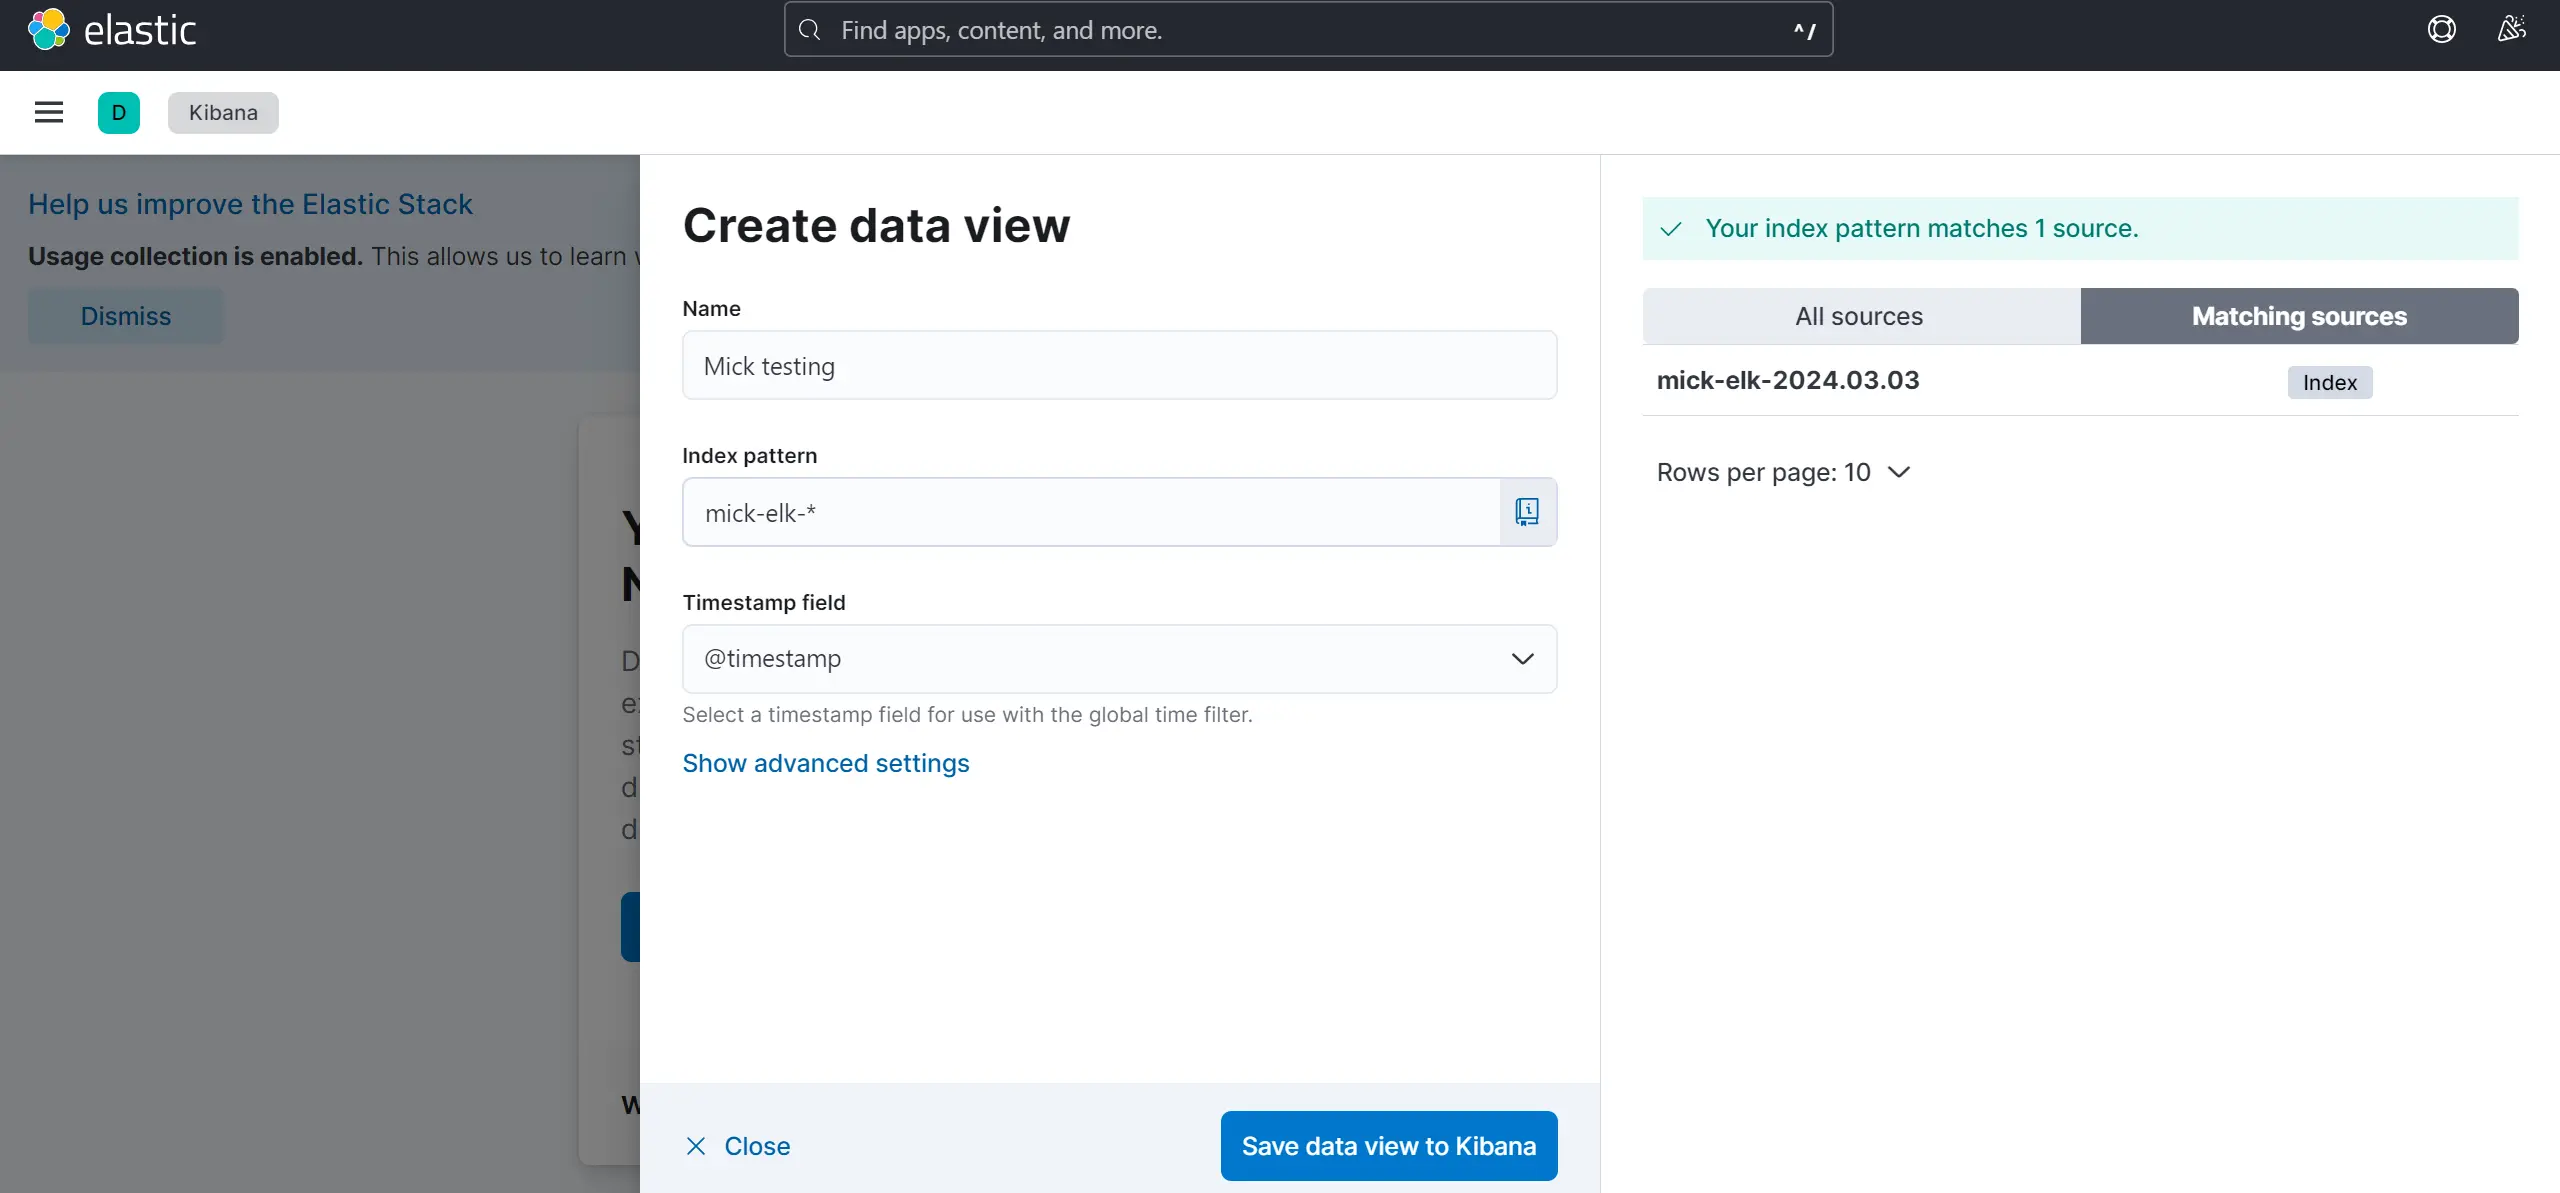 elastic
Find apps, content, and more.
^/
D
Kibana
Help us improve the Elastic Stack
Usage collection is enabled. This allows us to learn
Dismiss
Create data view
Name
Mick testing
Index pattern
mick-elk-*
Timestamp field
@timestamp
Select a timestamp field for use with the global time filter.
Show advanced settings
Close
Save data view to Kibana
Your index pattern matches 1 source.
All sources
Matching sources
mick-elk-2024.03.03
Index
Rows per page: 10